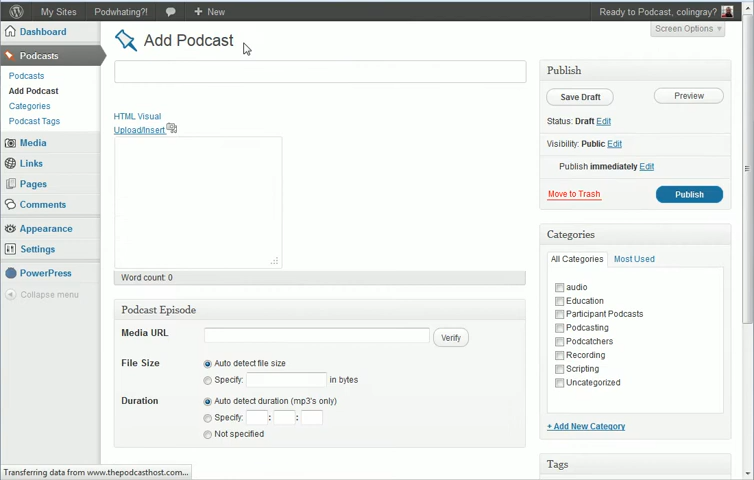 My Sites
Podwhating?!
+ New
Ready to Podcast, colingray?
Dashboard
Podcasts
Podcasts
Add Podcast
Categories
Podcast Tags
Media
Links
Pages
Comments
Appearance
Settings
PowerPress
Collapse menu
Screen Options
Add Podcast
HTML Visual
Upload/Insert
Word count: 0
Podcast Episode
Media URL
Verify
File Size
Auto detect file size
Specify: in bytes
Duration
Auto detect duration (mp3's only)
Specify: : :
Not specified
Publish
Save Draft
Preview
Status: Draft Edit
Visibility: Public Edit
Publish immediately Edit
Move to Trash
Publish
Categories
All Categories
Most Used
audio
Education
Participant Podcasts
Podcasting
Podcatchers
Recording
Scripting
Uncategorized
+ Add New Category
Tags
Transferring data from www.thepodcasthost.com...